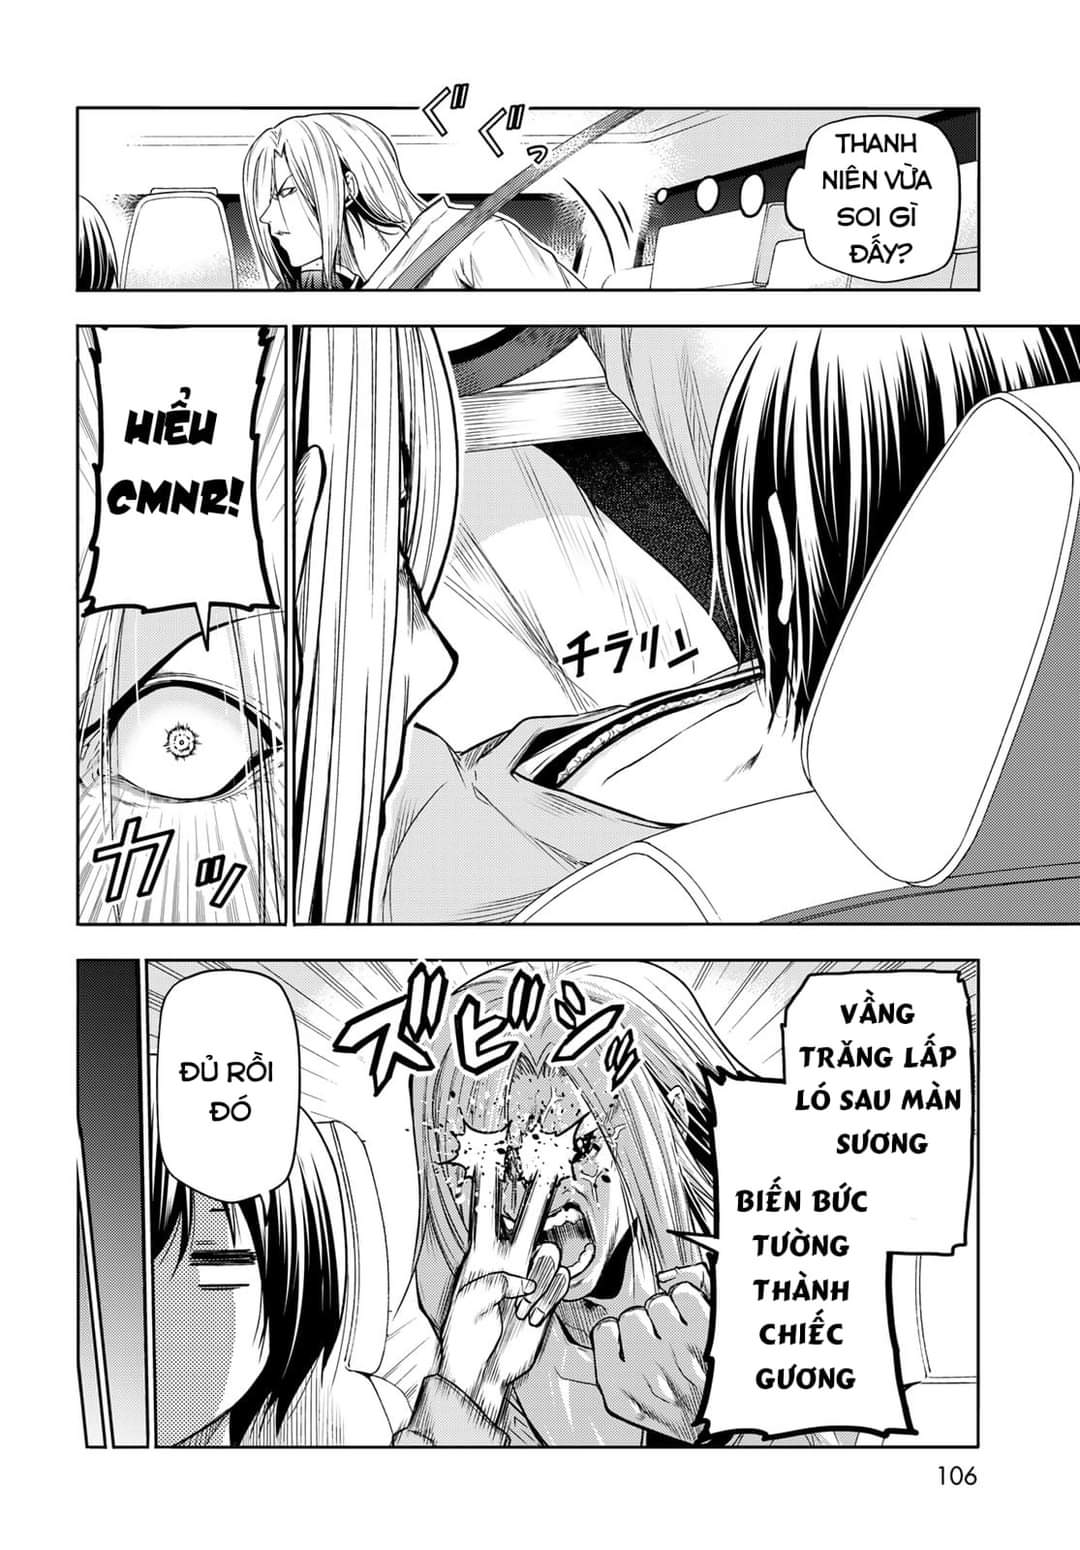 ぐ゛
ぐ゛っ
THANH
NIÊN VỪA
SOI GÌ
ĐẤY?
HIỂU
CMNR!
チラリン
カッ
ズビシッ
VẦNG
TRĂNG LẤP
LÓ SAU MÀN
SƯƠNG
BIẾN BỨC
TƯỜNG
THÀNH
CHIẾC
GƯƠNG
ĐỦ RỒI
ĐÓ
106